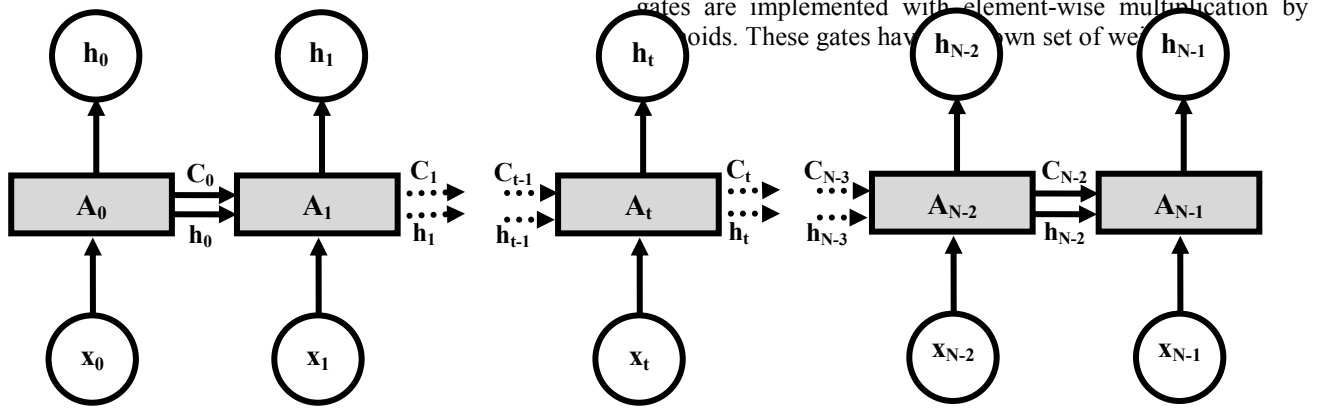 gates are implemented with element-wise multiplication by
oids. These gates hav own set of wei
h0 h1 ht hN-2 hN-1
C0 C1 Ct-1 Ct CN-3 CN-2
A0 A1 At AN-2 AN-1
h0 h1 ht-1 ht hN-3 hN-2
x0 x1 xt xN-2 xN-1